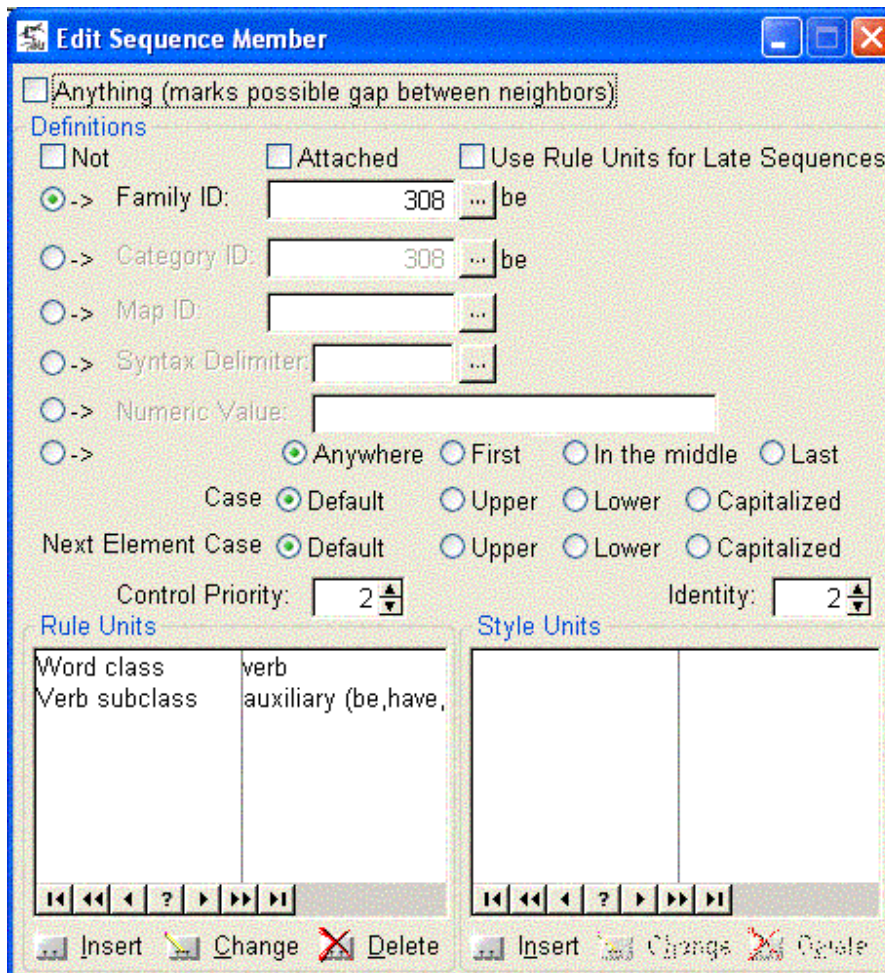 Edit Sequence Member
Anything (marks possible gap between neighbors)
Definitions
Not Attached Use Rule Units for Late Sequences
-> Family ID: 308 ... be
-> Category ID: 308 ... be
-> Map ID: ...
-> Syntax Delimiter: ...
-> Numeric Value:
-> Anywhere First In the middle Last
Case Default Upper Lower Capitalized
Next Element Case Default Upper Lower Capitalized
Control Priority: 2 Identity: 2
Rule Units Style Units
Word class verb
Verb subclass auxiliary (be,have,
?  ?
Insert Change Delete Insert Change Delete